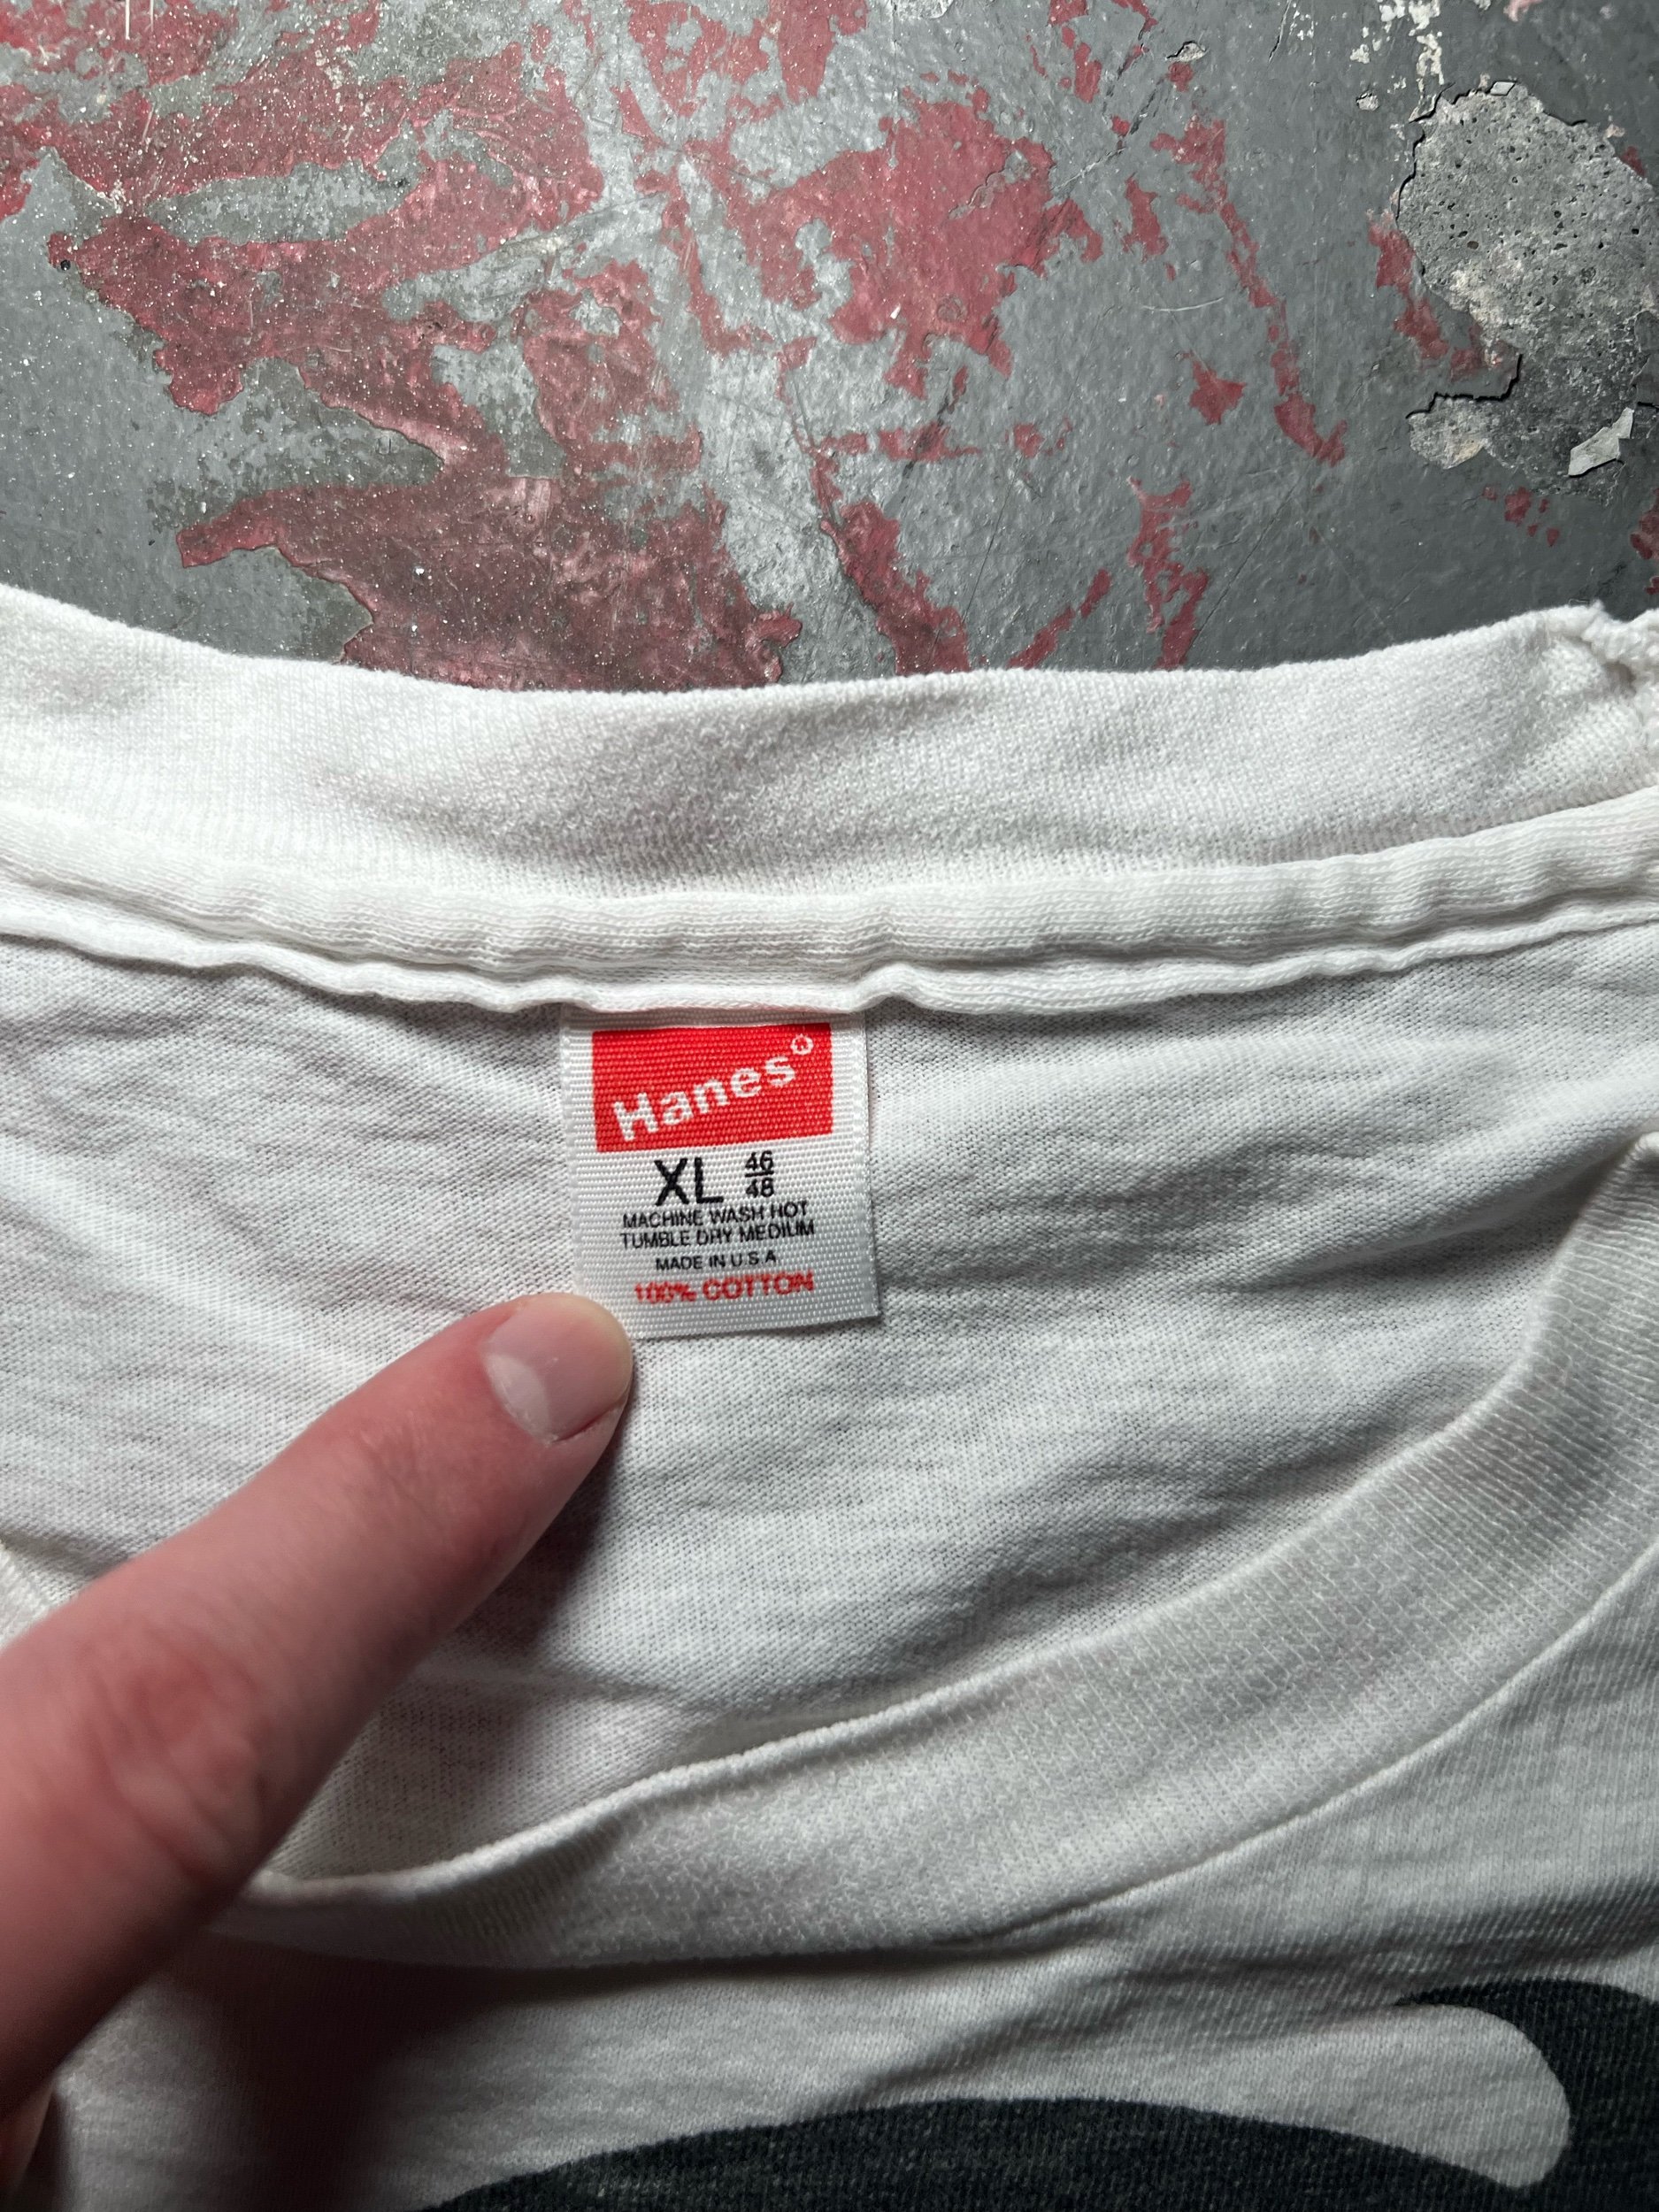 Hanes®
XL 46
48
MACHINE WASH HOT
TUMBLE DRY MEDIUM
MADE IN U.S.A
100% COTTON